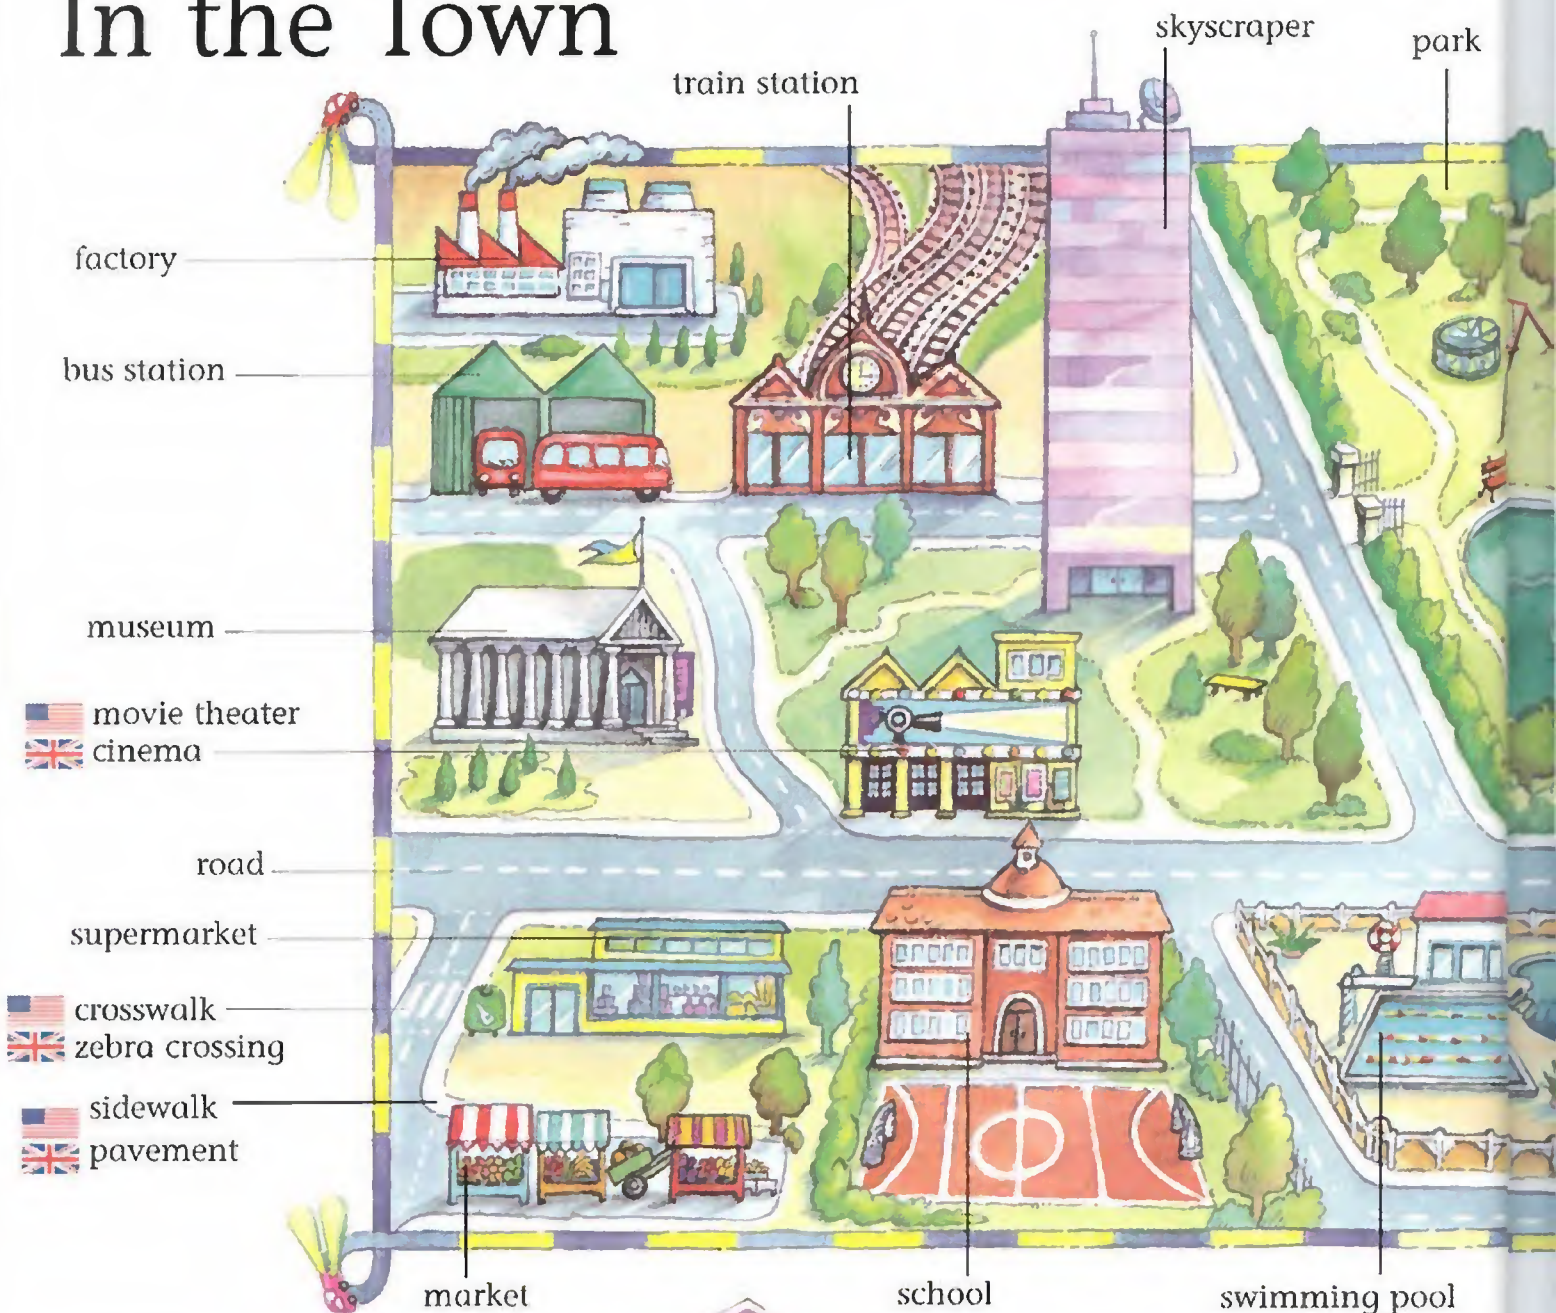 In the Town
skyscraper
park
train station
factory
bus station
museum
movie theater
cinema
road
supermarket
crosswalk
zebra crossing
sidewalk
pavement
market
school
swimming pool